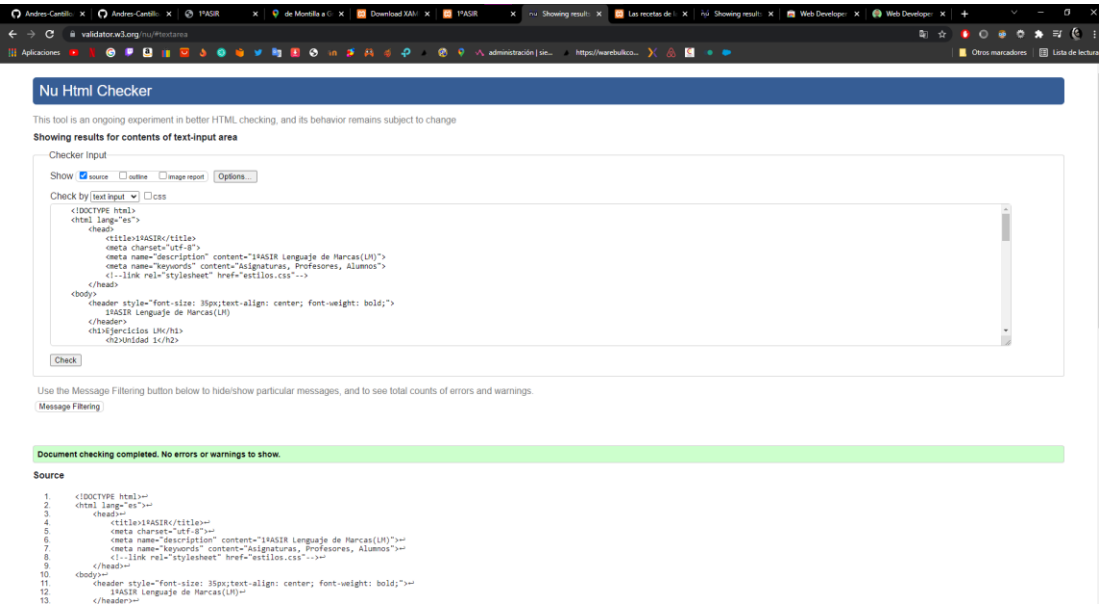 Andres-Cantillo
Andres-Cantillo
1ºASIR
de Montilla a G
Download XAM
1ºASIR
Showing results
Las recetas de l
Showing results
Web Developer
Web Developer
validator.w3.org/nu/#textarea
Aplicaciones
administración | sie...
https://warebulkco...
Otros marcadores
Lista de lectura
Nu Html Checker
This tool is an ongoing experiment in better HTML checking, and its behavior remains subject to change
Showing results for contents of text-input area
Checker Input
Show source outline image report Options...
Check by text input css
<!DOCTYPE html>
<html lang="es">
<head>
<title>1ºASIR</title>
<meta charset="utf-8">
<meta name="description" content="1ºASIR Lenguaje de Marcas(LM)">
<meta name="keywords" content="Asignaturas, Profesores, Alumnos">
<!--link rel="stylesheet" href="estilos.css"-->
</head>
<body>
<header style="font-size: 35px;text-align: center; font-weight: bold;">
1ºASIR Lenguaje de Marcas(LM)
</header>
<h1>Ejercicios LM</h1>
<h2>Unidad 1</h2>
Check
Use the Message Filtering button below to hide/show particular messages, and to see total counts of errors and warnings.
Message Filtering
Document checking completed. No errors or warnings to show.
Source
1. <!DOCTYPE html>↩
2. <html lang="es">↩
3. <head>↩
4. <title>1ºASIR</title>↩
5. <meta charset="utf-8">↩
6. <meta name="description" content="1ºASIR Lenguaje de Marcas(LM)">↩
7. <meta name="keywords" content="Asignaturas, Profesores, Alumnos">↩
8. <!--link rel="stylesheet" href="estilos.css"-->↩
9. </head>↩
10. <body>↩
11. <header style="font-size: 35px;text-align: center; font-weight: bold;">↩
12. 1ºASIR Lenguaje de Marcas(LM)↩
13. </header>↩